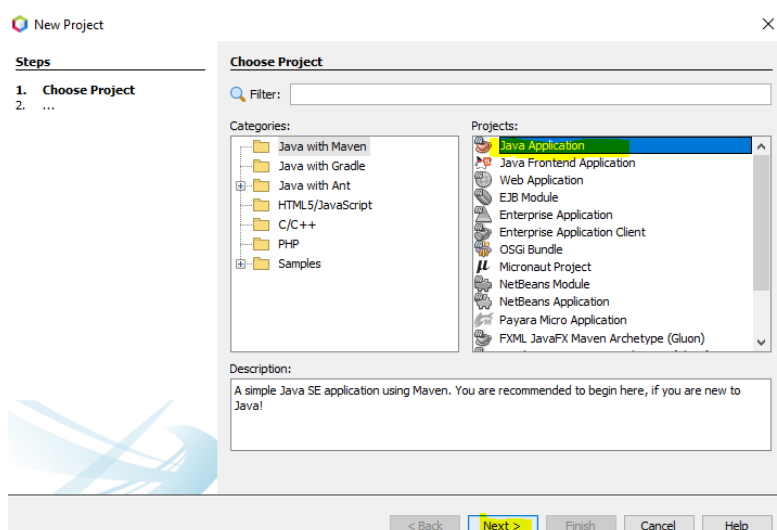 New Project
Steps
1. Choose Project
2. ...
Choose Project
Filter:
Categories:
Java with Maven
Java with Gradle
Java with Ant
HTML5/JavaScript
C/C++
PHP
Samples
Projects:
Java Application
Java Frontend Application
Web Application
EJB Module
Enterprise Application
Enterprise Application Client
OSGi Bundle
Micronaut Project
NetBeans Module
NetBeans Application
Payara Micro Application
FXML JavaFX Maven Archetype (Gluon)
Description:
A simple Java SE application using Maven. You are recommended to begin here, if you are new to
Java!
< Back
Next >
Finish
Cancel
Help